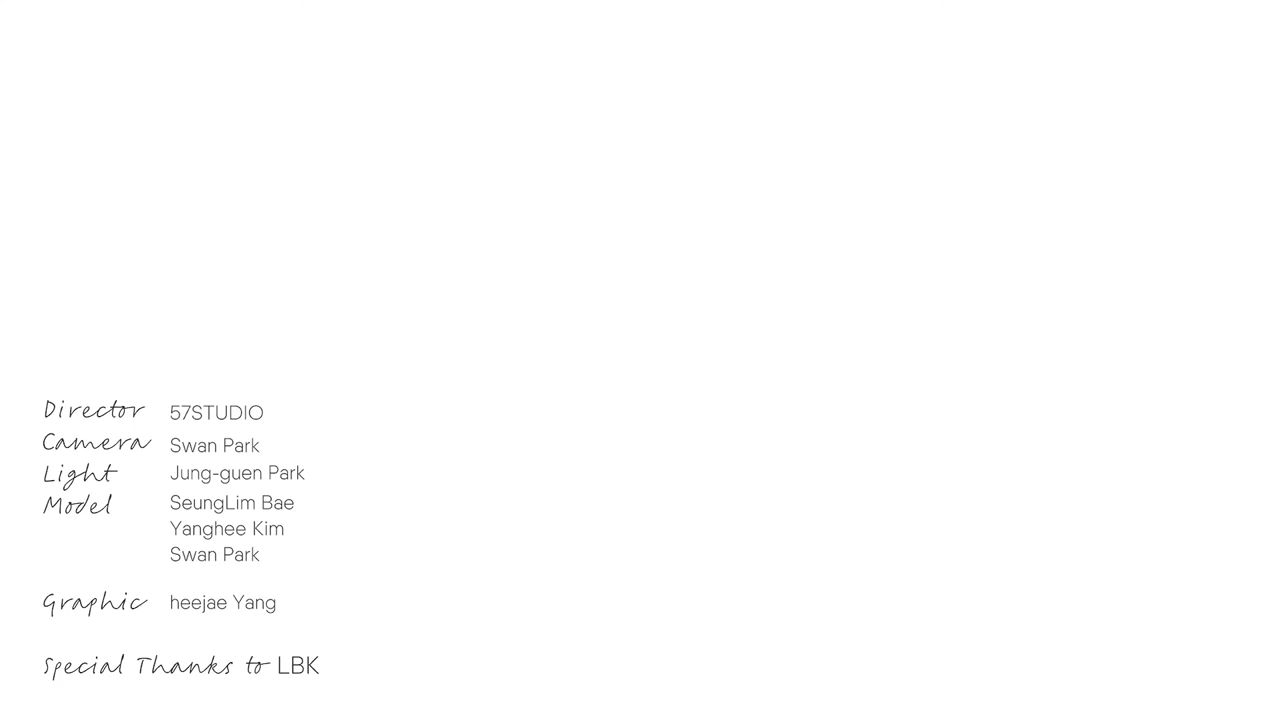 Director 57STUDIO
Camera Swan Park
Light Jung-guen Park
Model SeungLim Bae
Yanghee Kim
Swan Park
Graphic heejae Yang
Special Thanks to LBK